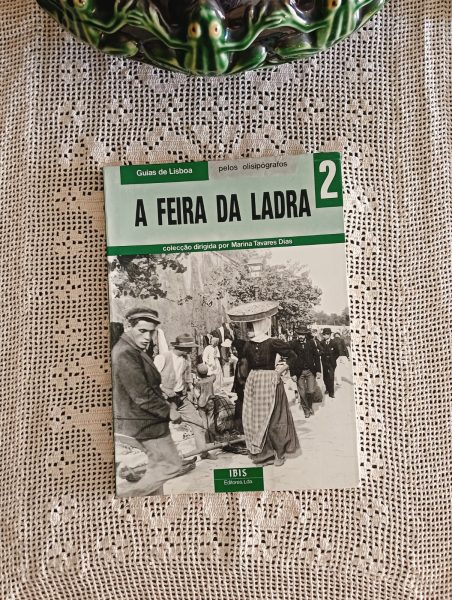 Guias de Lisboa pelos olisipógrafos
2
A FEIRA DA LADRA
colecção dirigida por Marina Tavares Dias
IBIS
Editores, Lda